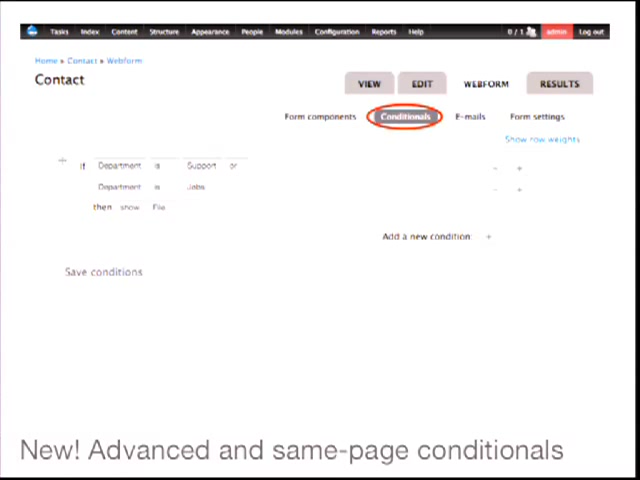 Tasks Index Content Structure Appearance People Modules Configuration Reports Help admin Log out
Home » Contact » Webform
Contact
VIEW EDIT WEBFORM RESULTS
Form components Conditionals E-mails Form settings
Show row weights
If Department is Support or
Department is Jobs
then show File
Add a new condition +
Save conditions
New! Advanced and same-page conditionals